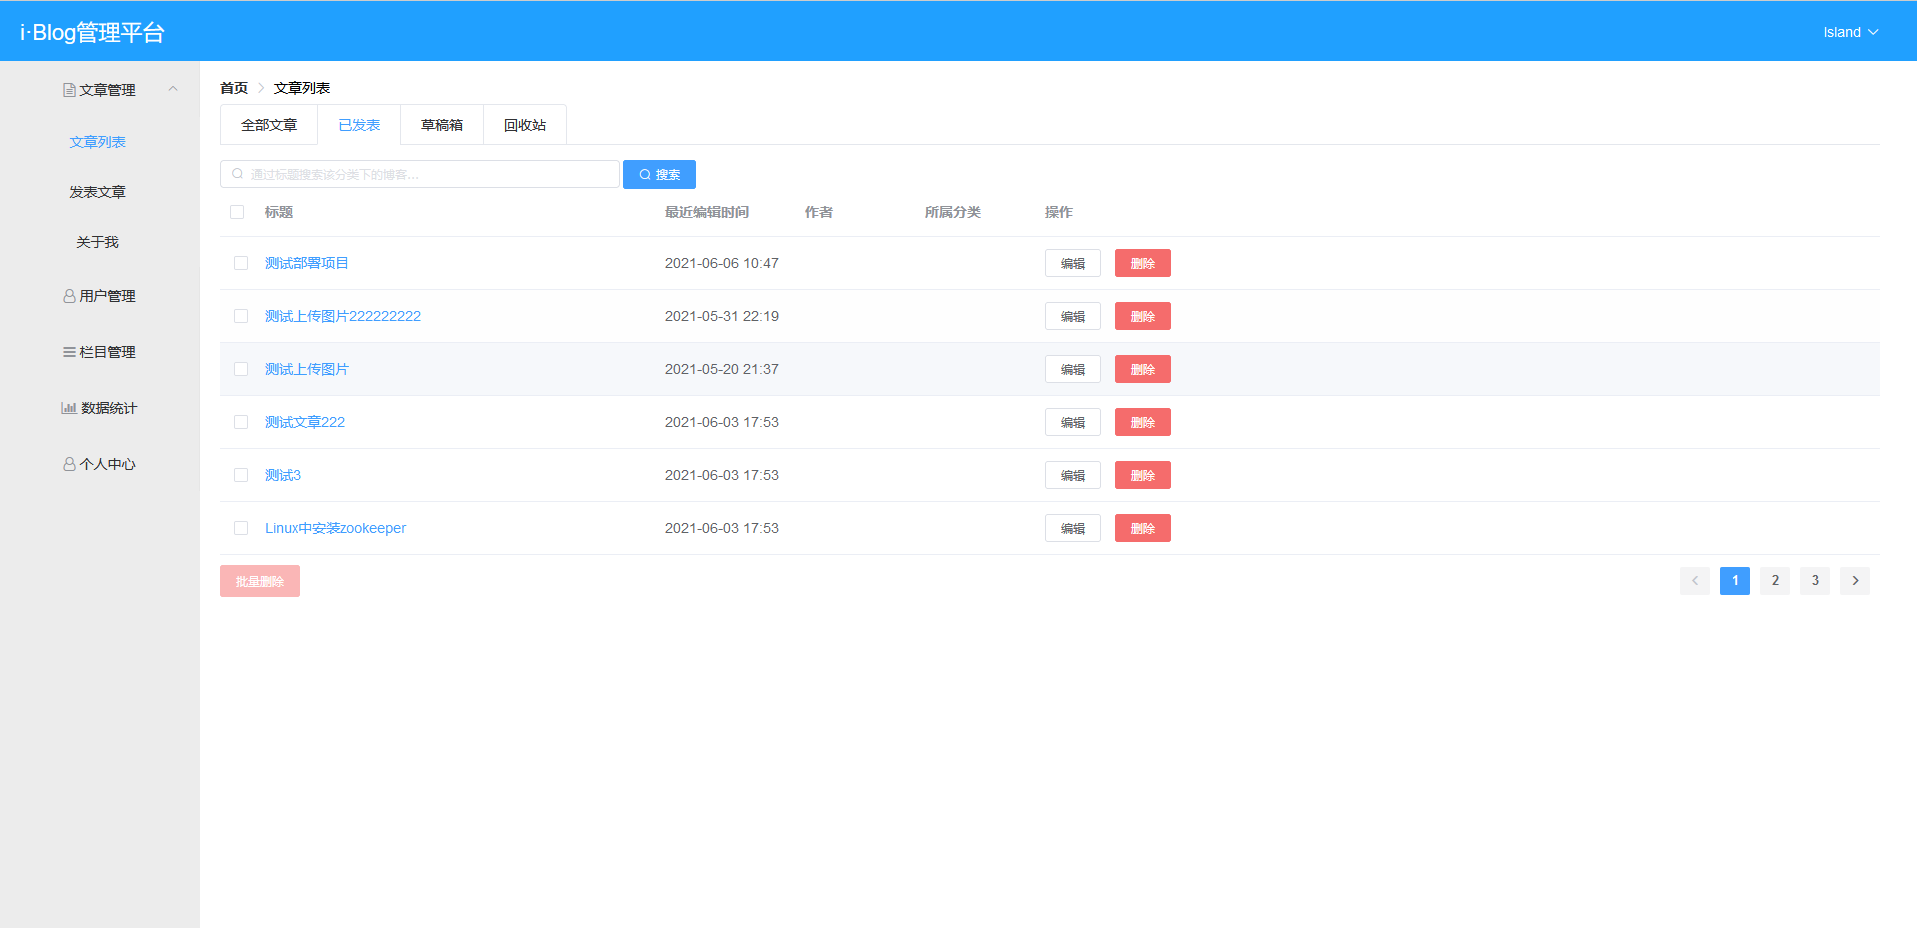 i·Blog管理平台
Island
文章管理
文章列表
发表文章
关于我
用户管理
栏目管理
数据统计
个人中心
首页 文章列表
全部文章 已发表 草稿箱 回收站
通过标题搜索该分类下的博客...
搜索
标题 最近编辑时间 作者 所属分类 操作
测试部署项目 2021-06-06 10:47 编辑 删除
测试上传图片222222222 2021-05-31 22:19 编辑 删除
测试上传图片 2021-05-20 21:37 编辑 删除
测试文章222 2021-06-03 17:53 编辑 删除
测试3 2021-06-03 17:53 编辑 删除
Linux中安装zookeeper 2021-06-03 17:53 编辑 删除
批量删除 1 2 3